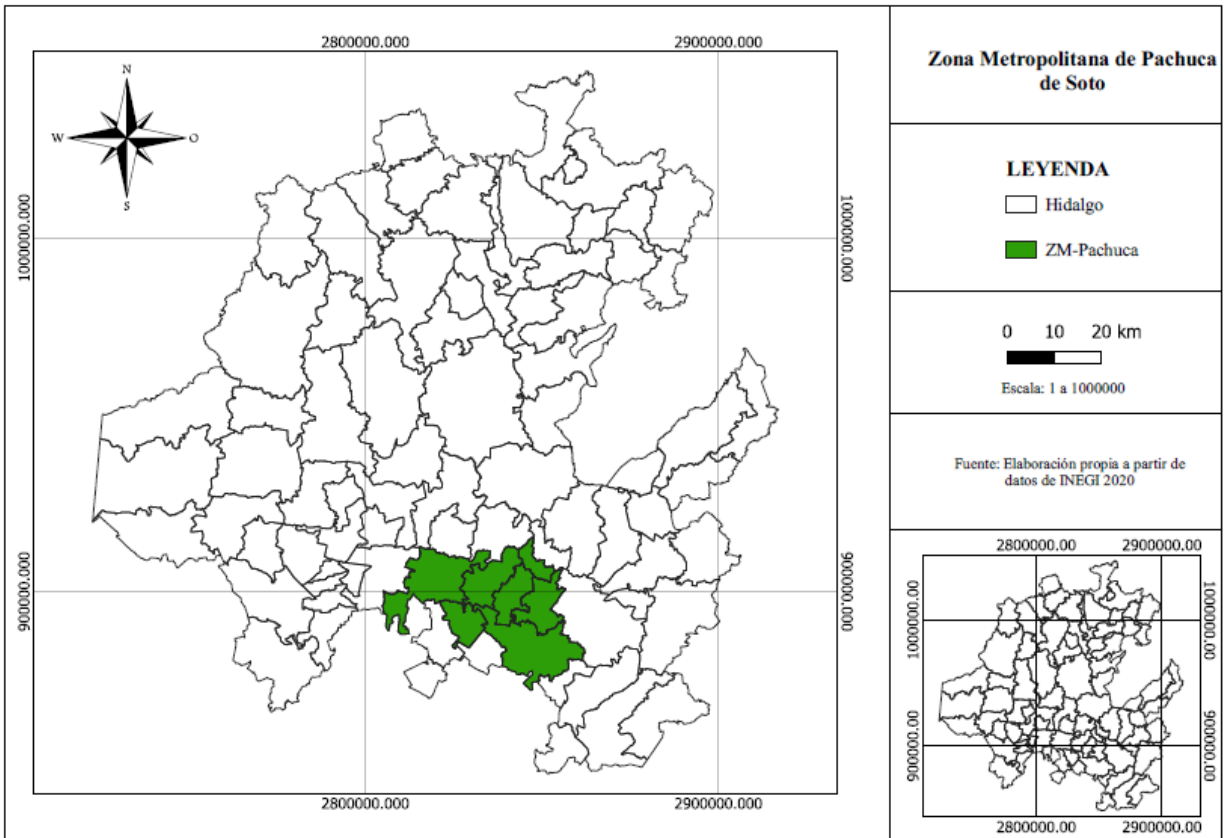 2800000.000 2900000.000
N
W O
S
1000000.000 1000000.000
900000.000 900000.000
2800000.000 2900000.000
Zona Metropolitana de Pachuca
de Soto
LEYENDA
Hidalgo
ZM-Pachuca
0 10 20 km
Escala: 1 a 1000000
Fuente: Elaboración propia a partir de
datos de INEGI 2020
2800000.00 2900000.00
1000000.00 1000000.00
900000.00 900000.00
2800000.00 2900000.00